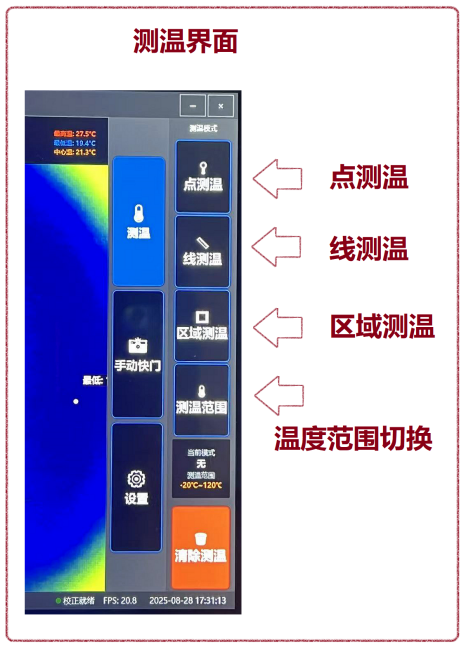 测温界面
测温模式
最高温: 27.5°C
最低温: 19.4°C
中心温: 21.3°C
点测温
点测温
测温
线测温
线测温
区域测温
区域测温
手动快门
最低:
测温范围
温度范围切换
当前模式
无
测温范围
-20°C~120°C
设置
清除测温
校正就绪 FPS: 20.8 2025-08-28 17:31:13